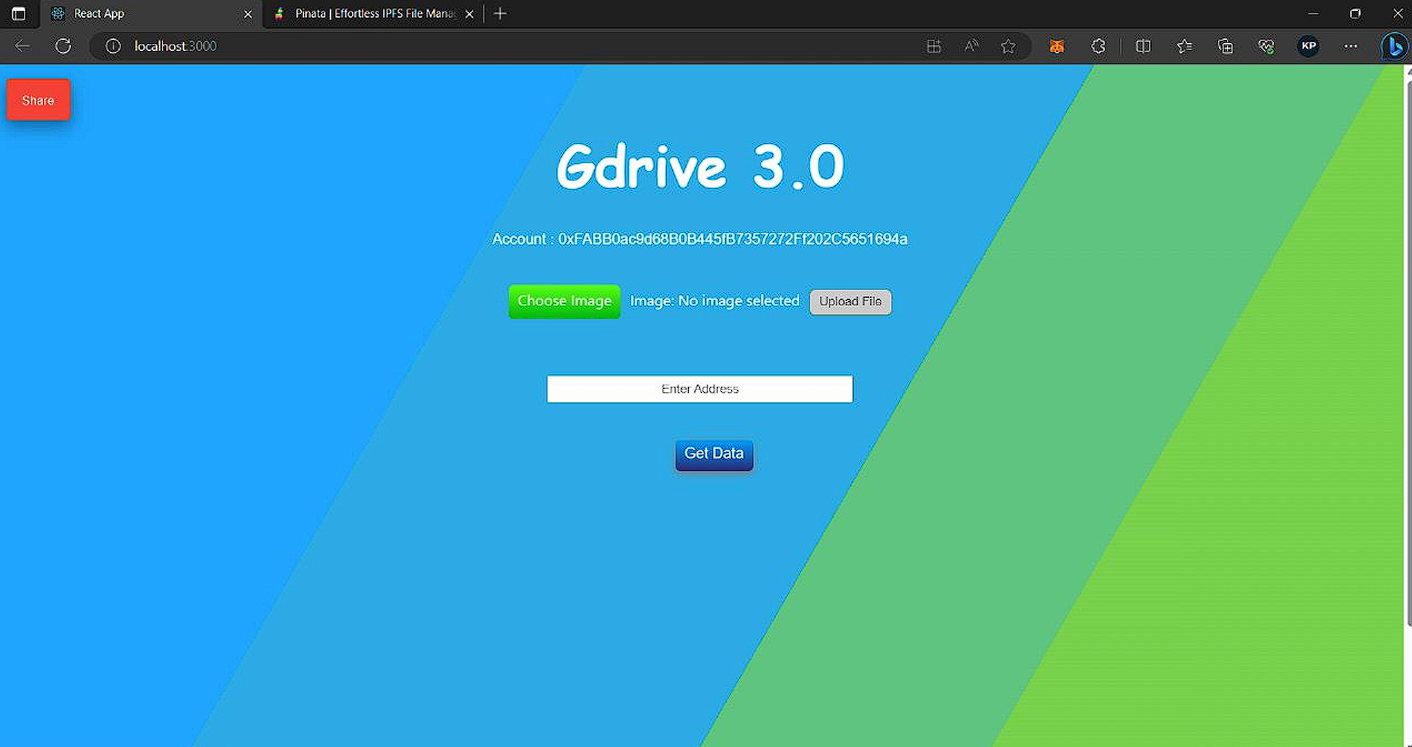 React App
Pinata | Effortless IPFS File Manag
localhost:3000
KP
Share
Gdrive 3.0
Account : 0xFABB0ac9d68B0B445fB7357272Ff202C5651694a
Choose Image Image: No image selected Upload File
Enter Address
Get Data